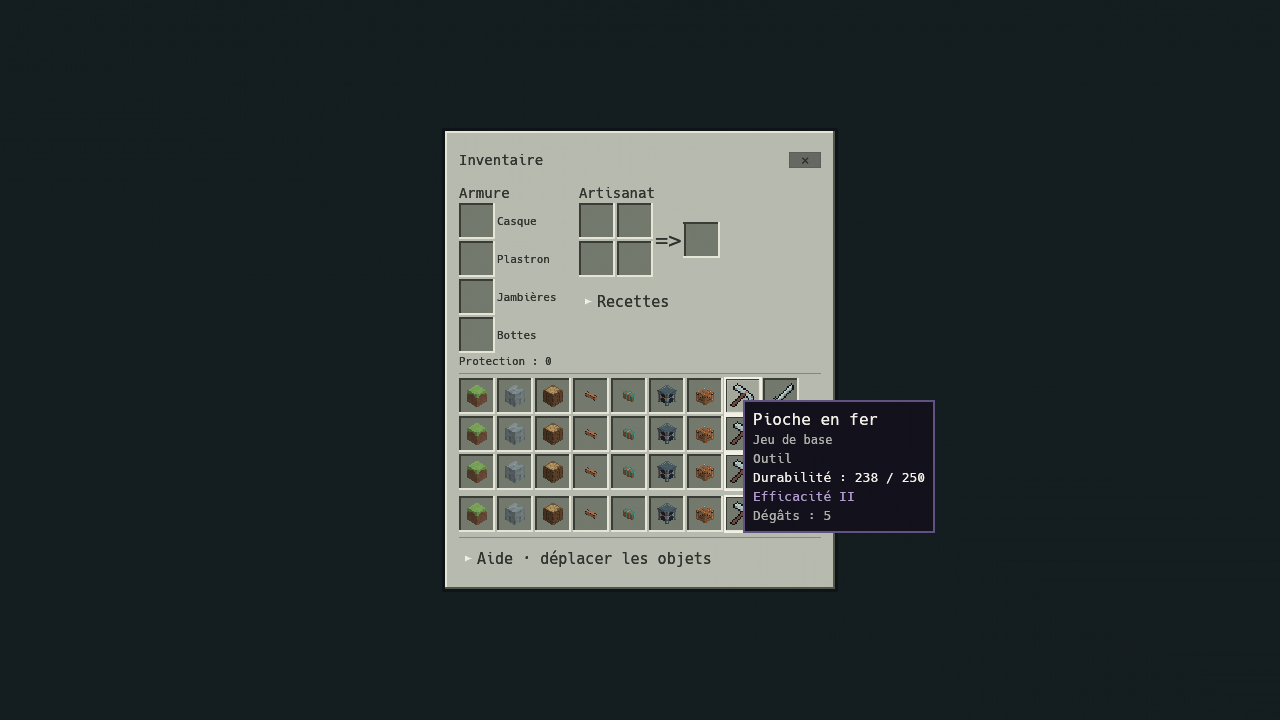 Inventaire
×
Armure
Artisanat
Casque
=>
Plastron
Jambières
► Recettes
Bottes
Protection : 0
Pioche en fer
Jeu de base
Outil
Durabilité : 238 / 250
Efficacité II
Dégâts : 5
► Aide · déplacer les objets